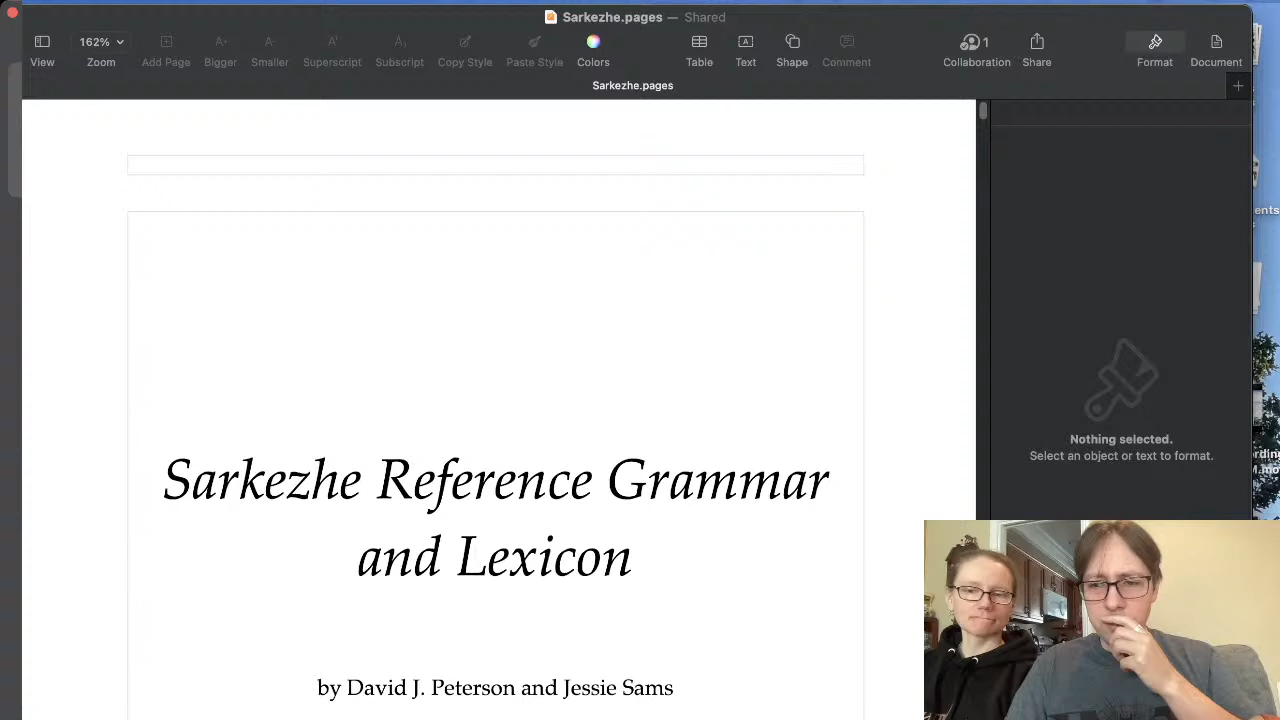 Sarkezhe.pages — Shared
View
162%
Zoom
Add Page
Bigger
Smaller
Superscript
Subscript
Copy Style
Paste Style
Colors
Table
Text
Shape
Comment
1
Collaboration
Share
Format
Document
Sarkezhe.pages
Nothing selected.
Select an object or text to format.
Sarkezhe Reference Grammar
and Lexicon
by David J. Peterson and Jessie Sams